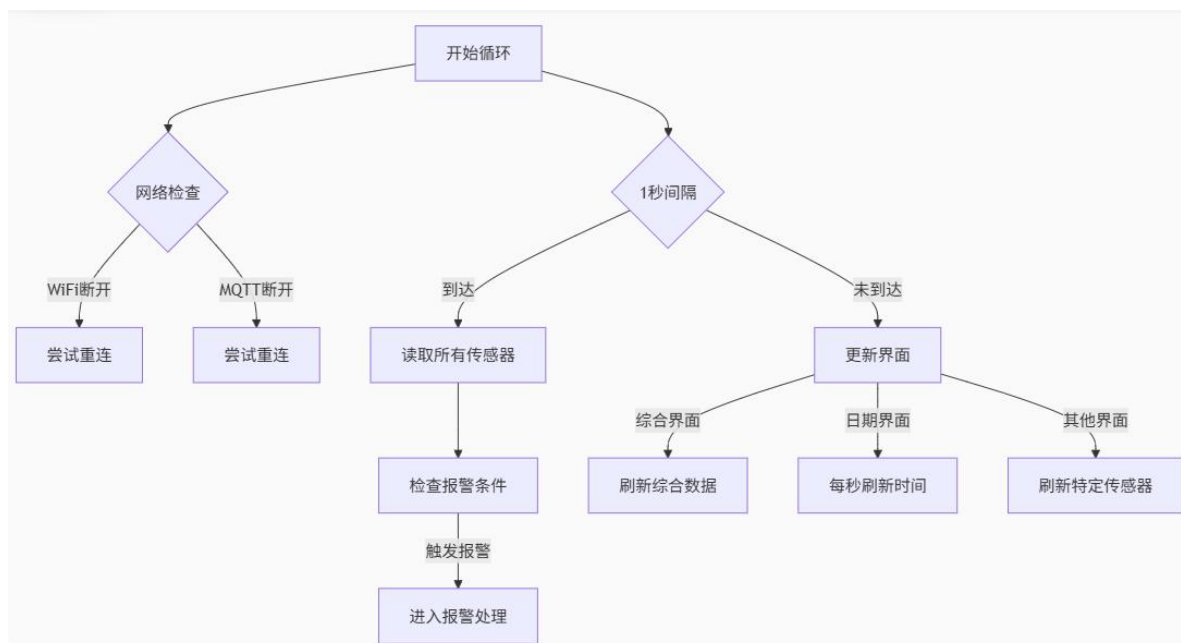 开始循环
网络检查
1秒间隔
WiFi断开
MQTT断开
到达
未到达
尝试重连
尝试重连
读取所有传感器
更新界面
综合界面
日期界面
其他界面
检查报警条件
刷新综合数据
每秒刷新时间
刷新特定传感器
触发报警
进入报警处理